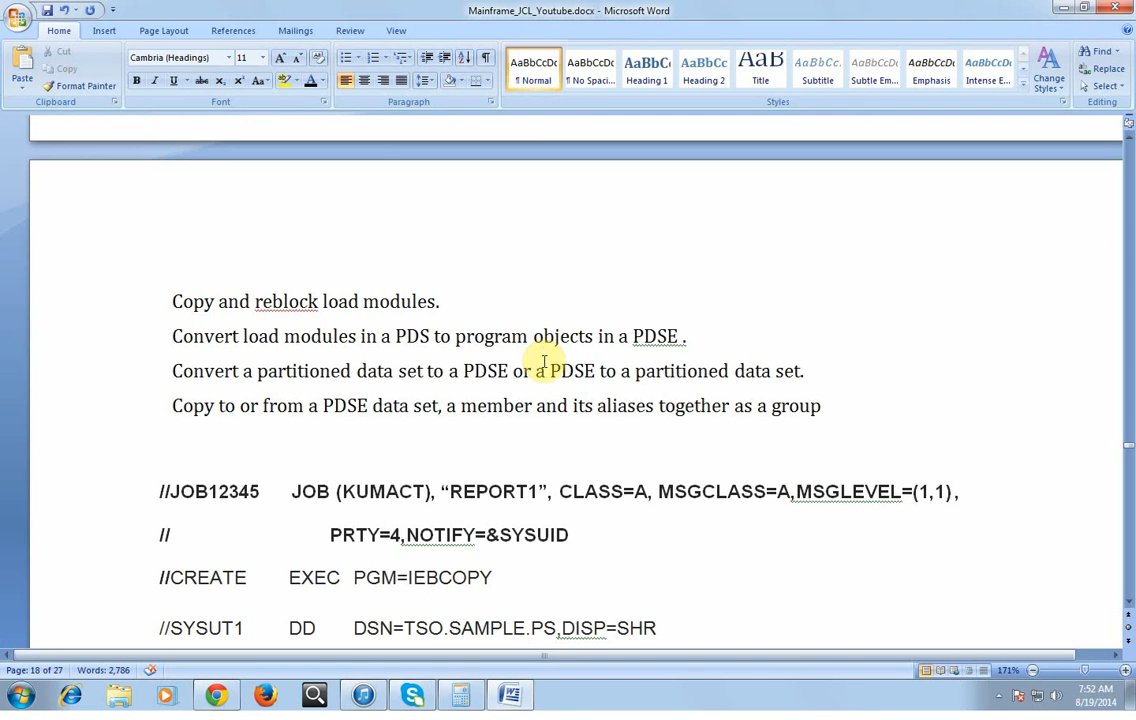 Mainframe_JCL_Youtube.docx - Microsoft Word
Home Insert Page Layout References Mailings Review View
Paste Cut Copy Format Painter
Clipboard
Cambria (Headings) 11
Font
Paragraph
AaBbCcDc AaBbCcDc AaBbC AaBbCc AaB AaBbCc. AaBbCcDc AaBbCcDc AaBbCcDc
¶ Normal ¶ No Spaci... Heading 1 Heading 2 Title Subtitle Subtle Em... Emphasis Intense E...
Change Styles
Styles
Find
Replace
Select
Editing
Copy and reblock load modules.
Convert load modules in a PDS to program objects in a PDSE .
Convert a partitioned data set to a PDSE or a PDSE to a partitioned data set.
Copy to or from a PDSE data set, a member and its aliases together as a group
//JOB12345 JOB (KUMACT), “REPORT1”, CLASS=A, MSGCLASS=A,MSGLEVEL=(1,1),
// PRTY=4,NOTIFY=&SYSUID
//CREATE EXEC PGM=IEBCOPY
//SYSUT1 DD DSN=TSO.SAMPLE.PS,DISP=SHR
Page: 18 of 27 Words: 2,786 171%
7:52 AM
8/19/2014